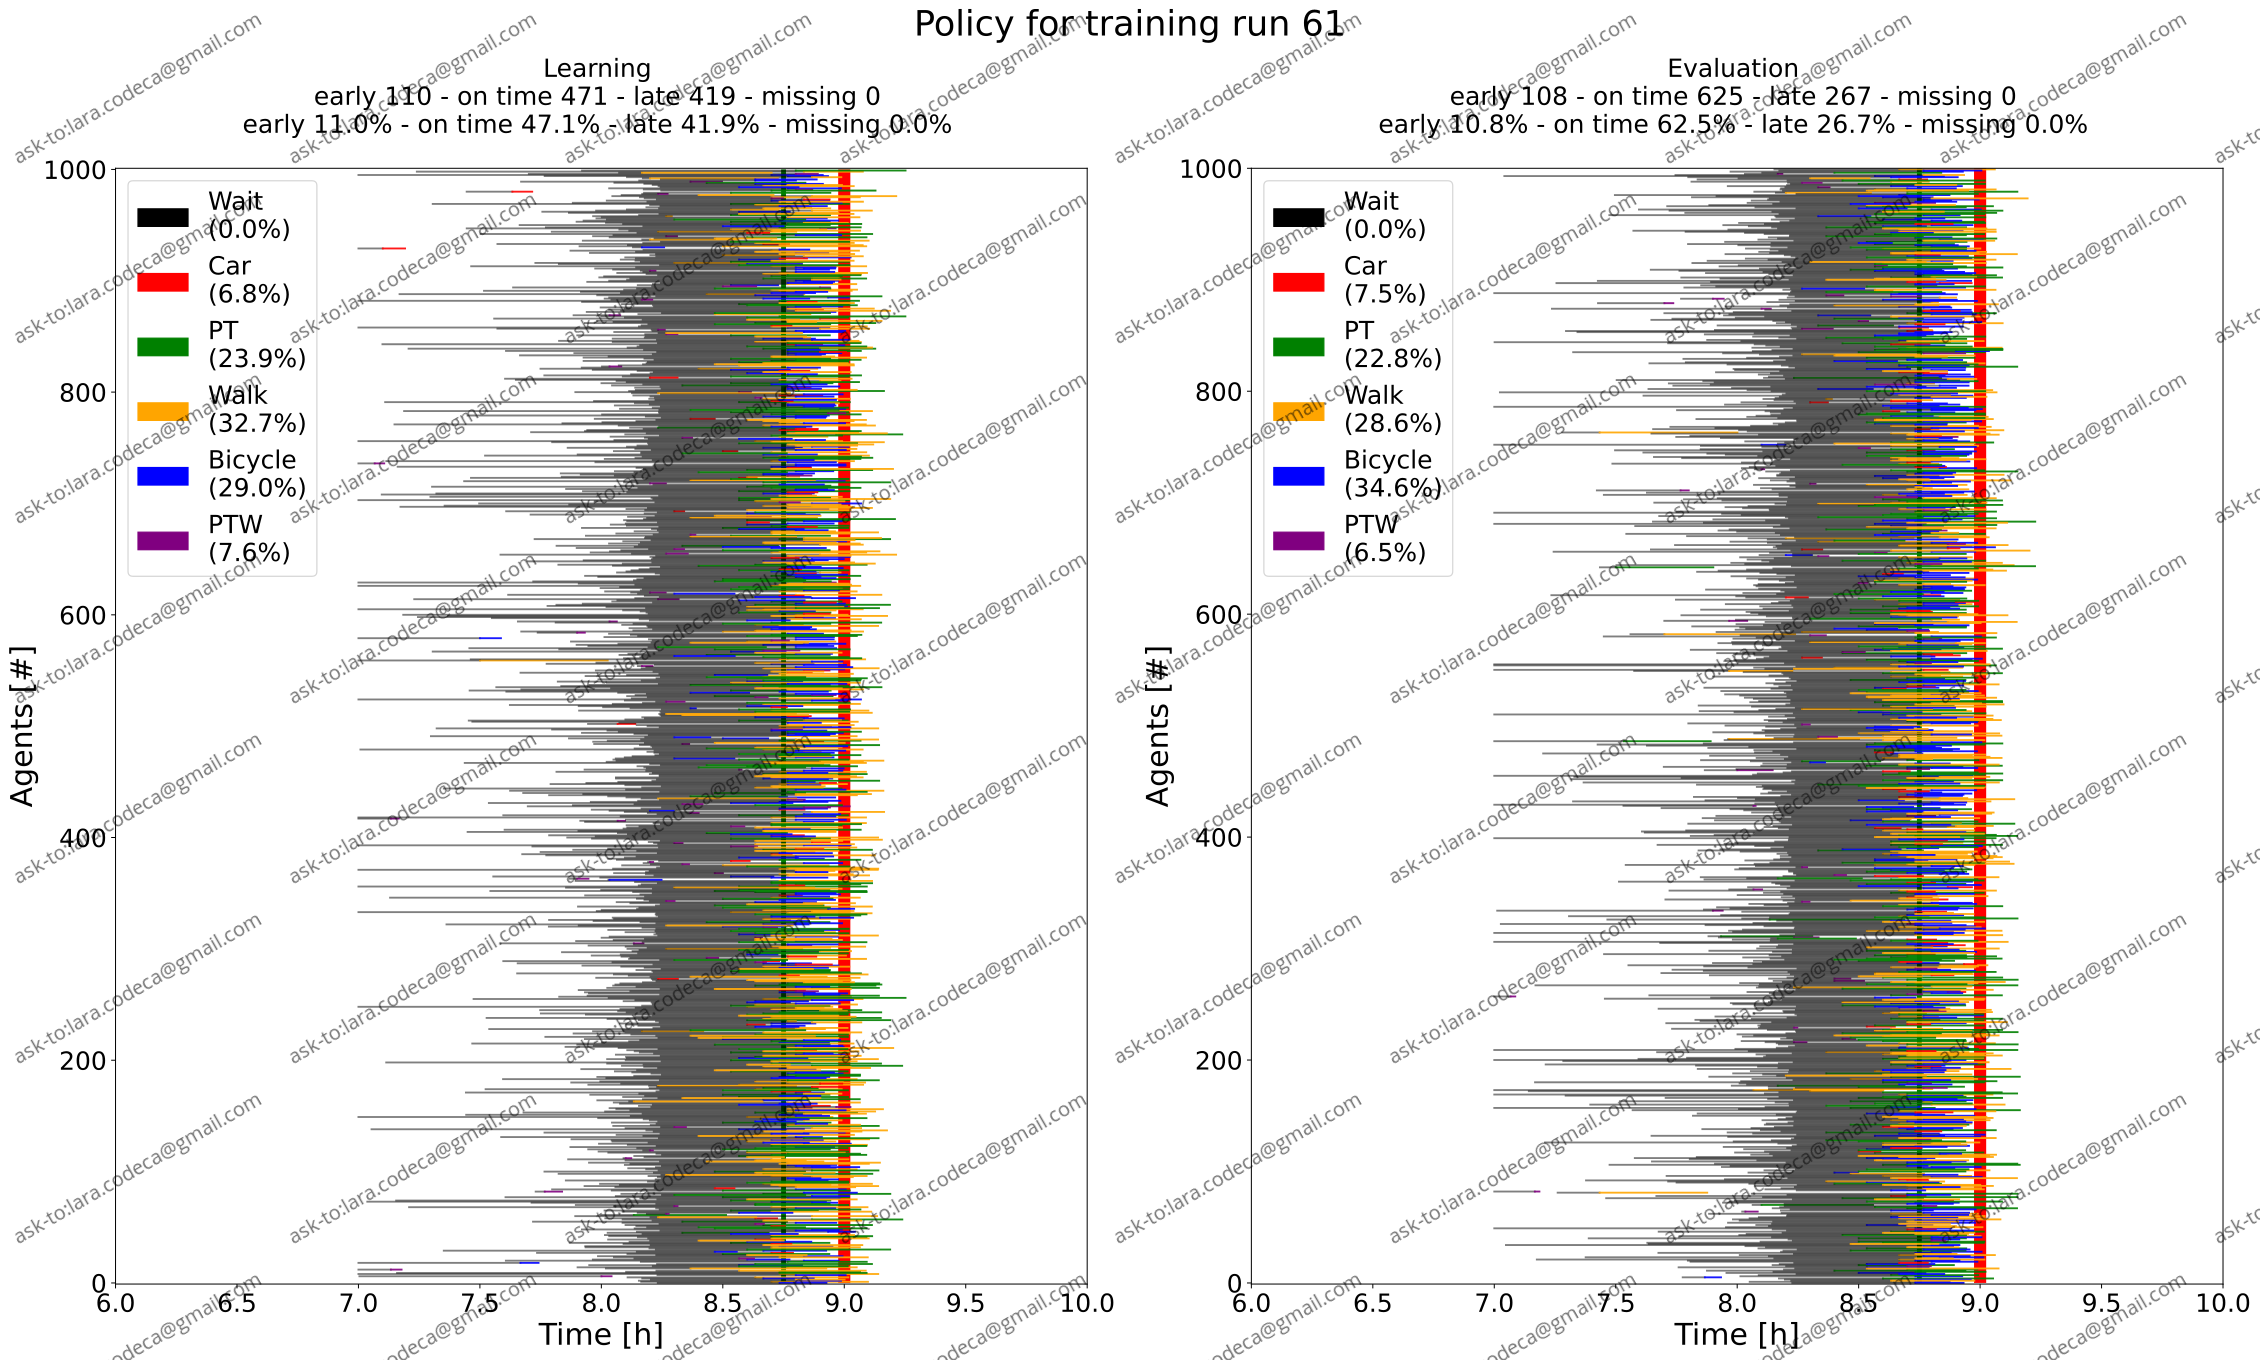 Policy for training run 61
Learning
early 110 - on time 471 - late 419 - missing 0
early 11.0% - on time 47.1% - late 41.9% - missing 0.0%
Agents [#]
1000
800
600
400
200
0
Wait
(0.0%)
Car
(6.8%)
PT
(23.9%)
Walk
(32.7%)
Bicycle
(29.0%)
PTW
(7.6%)
6.0 6.5 7.0 7.5 8.0 8.5 9.0 9.5 10.0
Time [h]
Evaluation
early 108 - on time 625 - late 267 - missing 0
early 10.8% - on time 62.5% - late 26.7% - missing 0.0%
Agents [#]
1000
800
600
400
200
0
Wait
(0.0%)
Car
(7.5%)
PT
(22.8%)
Walk
(28.6%)
Bicycle
(34.6%)
PTW
(6.5%)
6.0 6.5 7.0 7.5 8.0 8.5 9.0 9.5 10.0
Time [h]
ask-to:lara.codeca@gmail.com